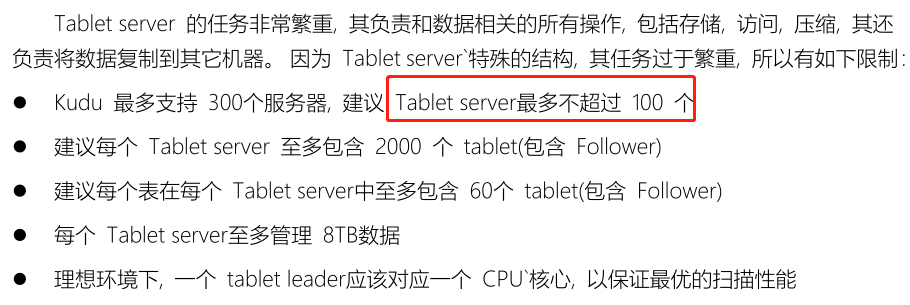 Tablet server 的任务非常繁重, 其负责和数据相关的所有操作, 包括存储, 访问, 压缩, 其还
负责将数据复制到其它机器。因为 Tablet server`特殊的结构, 其任务过于繁重, 所以有如下限制:
● Kudu 最多支持 300个服务器, 建议 Tablet server最多不超过 100 个
● 建议每个 Tablet server 至多包含 2000 个 tablet(包含 Follower)
● 建议每个表在每个 Tablet server中至多包含 60个 tablet(包含 Follower)
● 每个 Tablet server至多管理 8TB数据
● 理想环境下, 一个 tablet leader应该对应一个 CPU`核心, 以保证最优的扫描性能